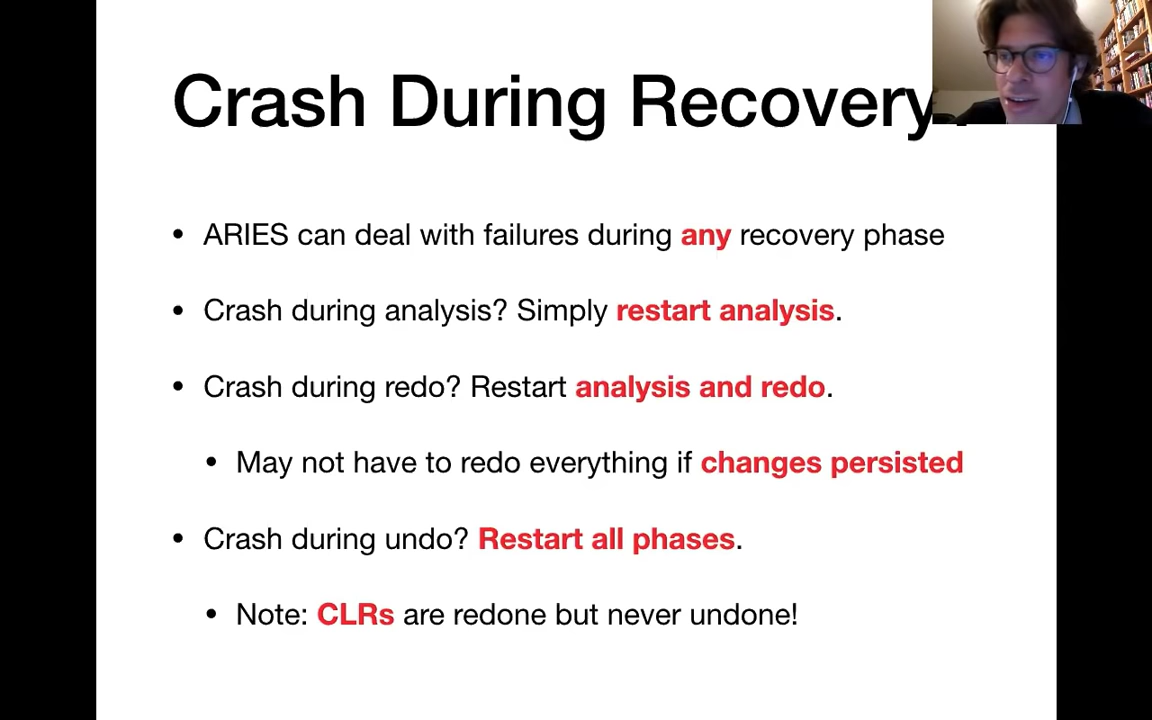 Crash During Recovery
• ARIES can deal with failures during any recovery phase
• Crash during analysis? Simply restart analysis.
• Crash during redo? Restart analysis and redo.
• May not have to redo everything if changes persisted
• Crash during undo? Restart all phases.
• Note: CLRs are redone but never undone!